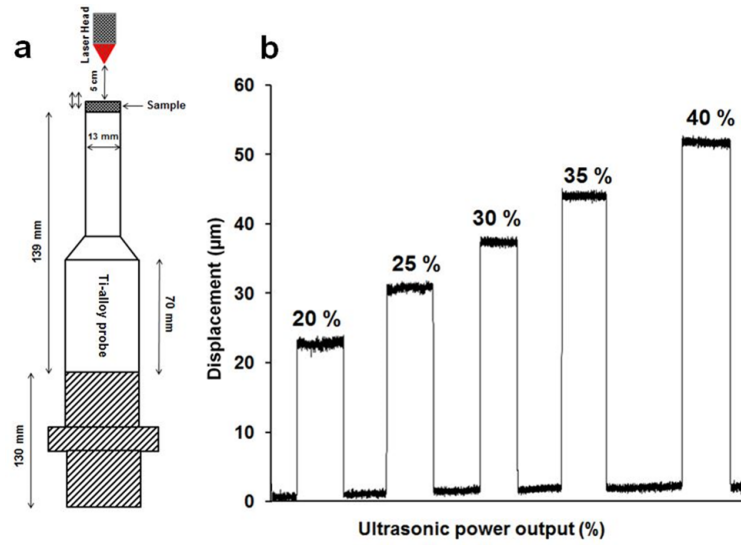 a
Laser Head
5 cm
Sample
13 mm
139 mm
Ti-alloy probe
70 mm
130 mm
b
60
50
40
30
20
10
0
Displacement (µm)
20 %
25 %
30 %
35 %
40 %
Ultrasonic power output (%)